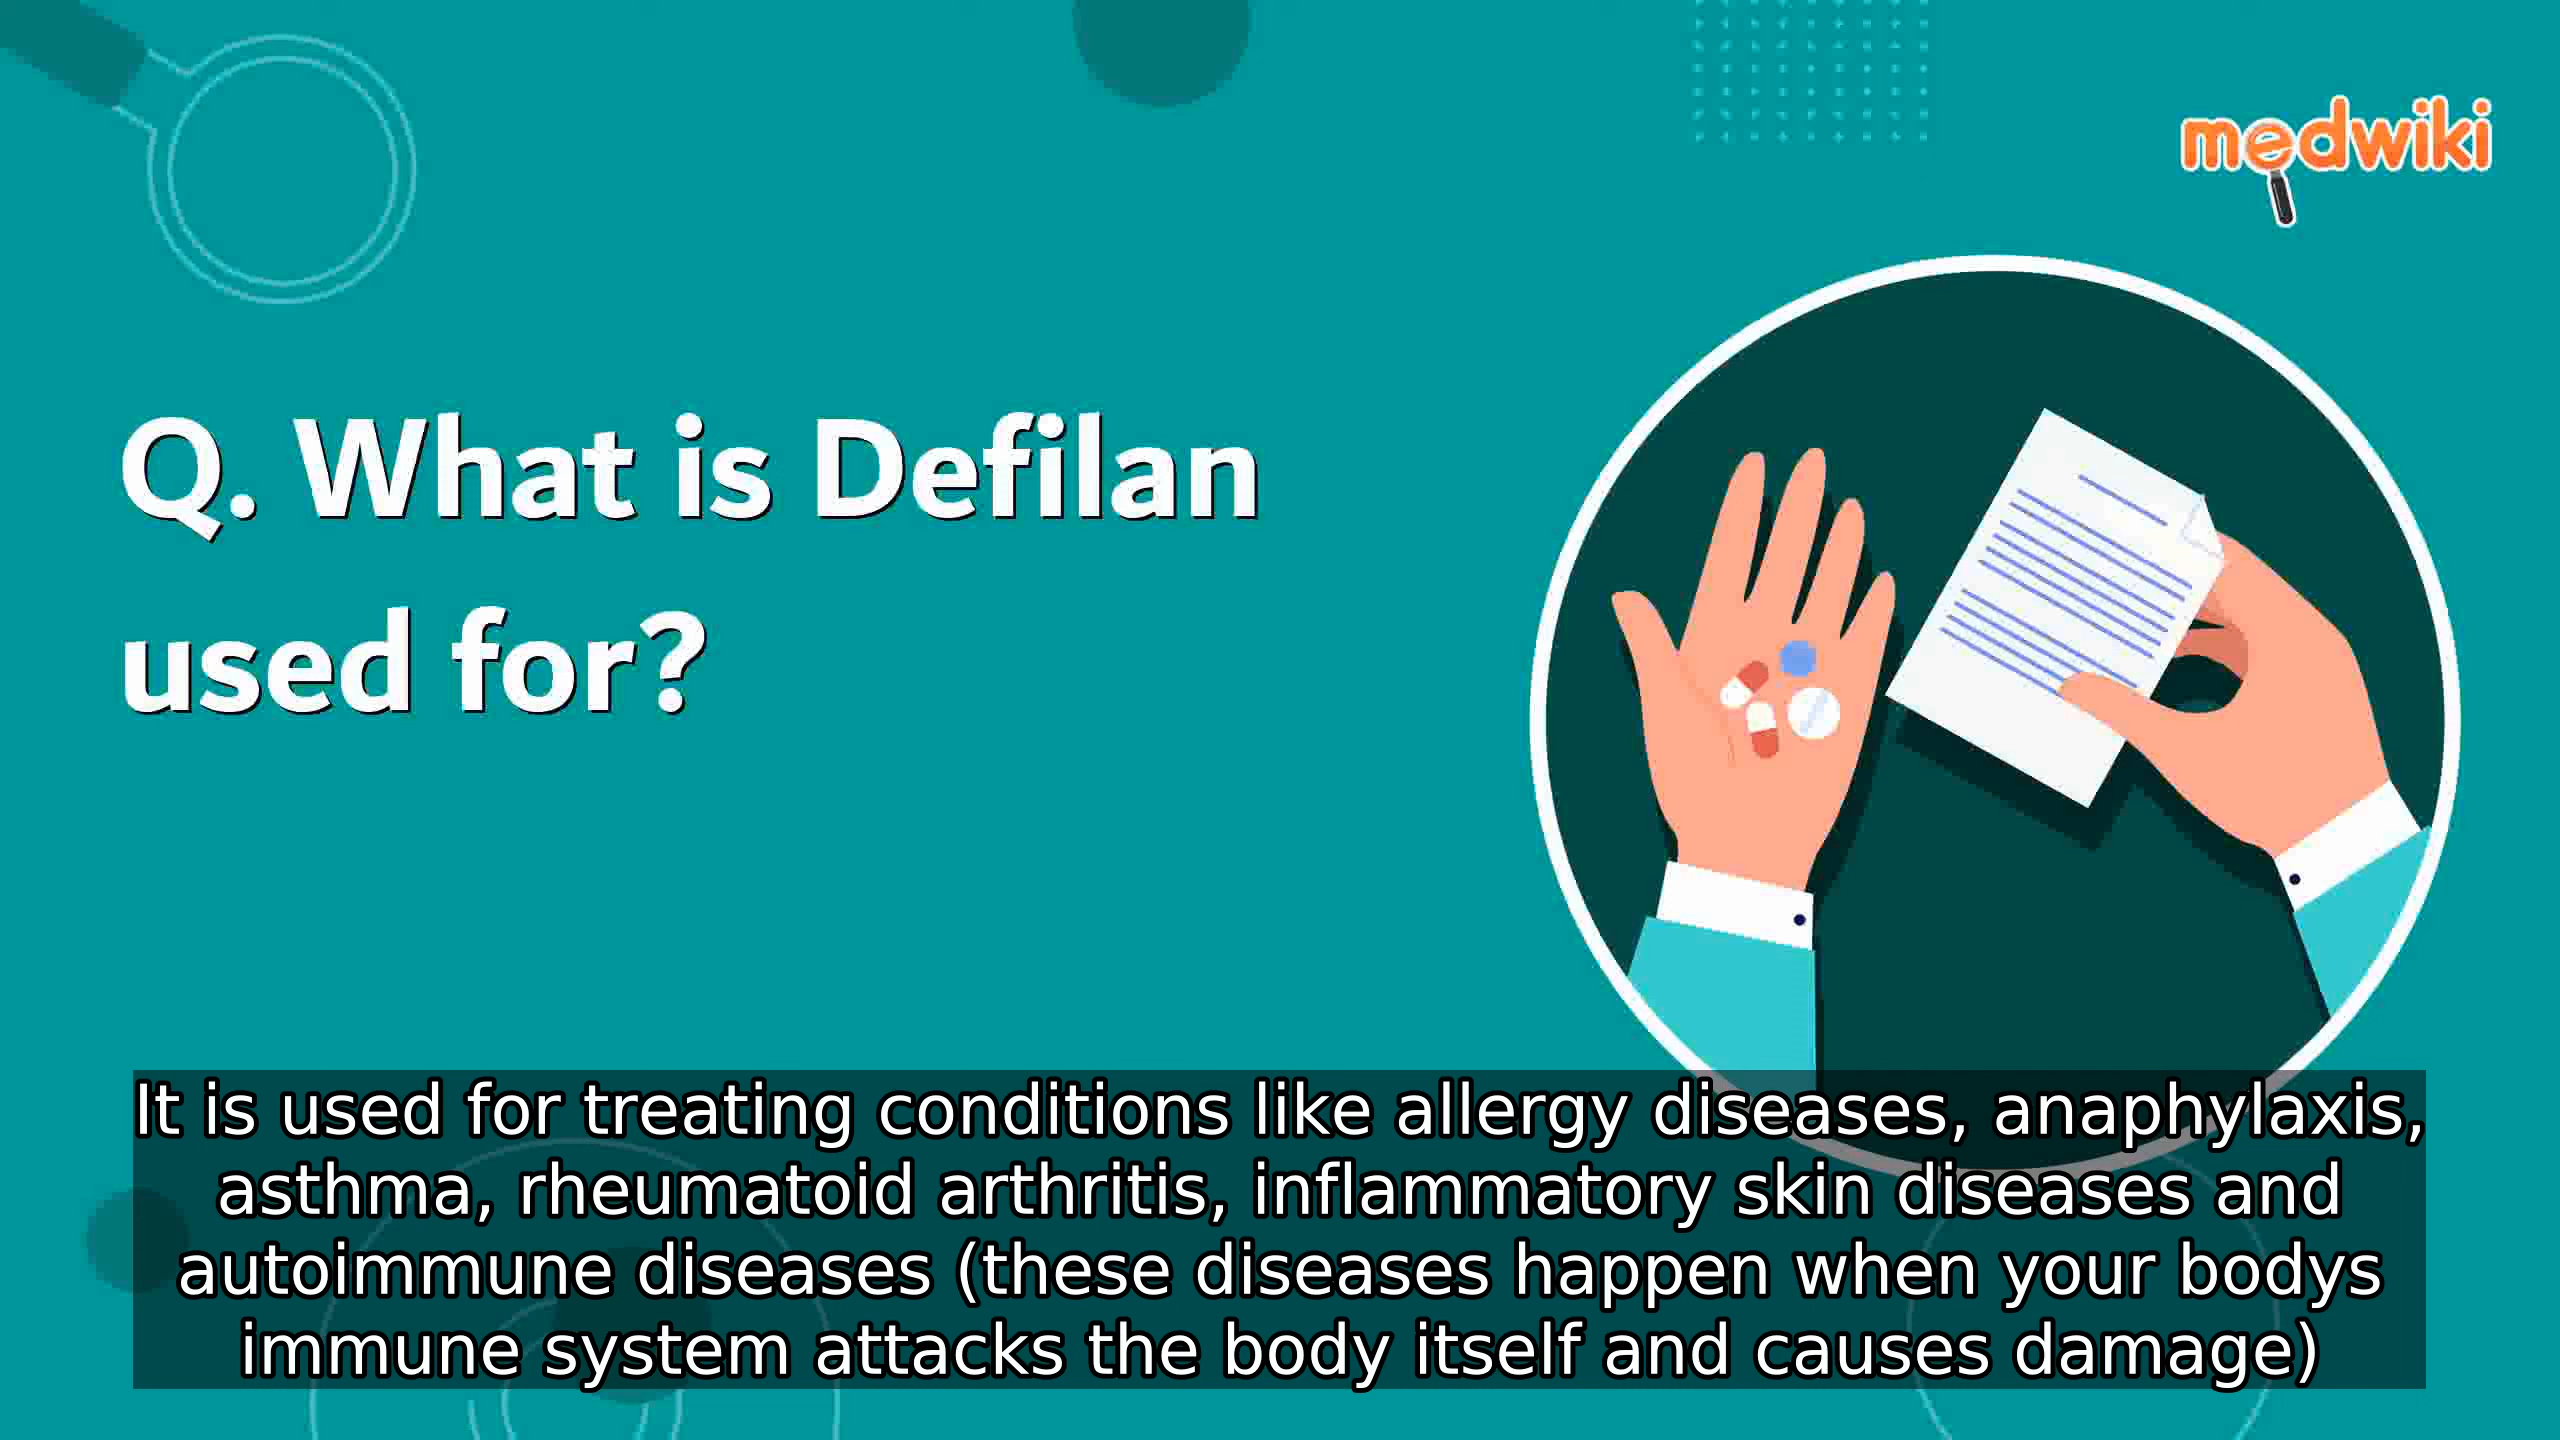 medwiki
Q. What is Defilan
used for?
It is used for treating conditions like allergy diseases, anaphylaxis,
asthma, rheumatoid arthritis, inflammatory skin diseases and
autoimmune diseases (these diseases happen when your bodys
immune system attacks the body itself and causes damage)